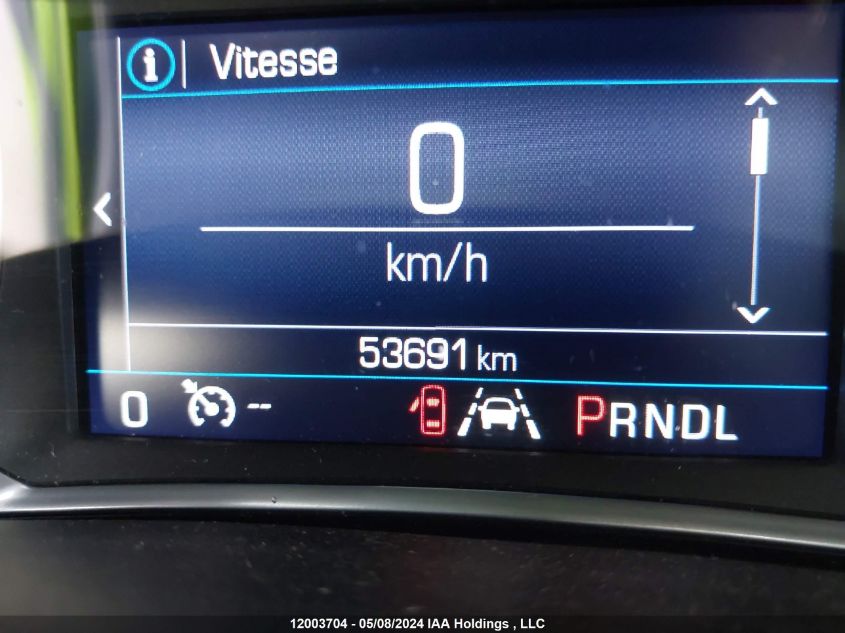 Vitesse
0
km/h
53691 km
0 -- PRNDL
12003704 - 05/08/2024 IAA Holdings , LLC